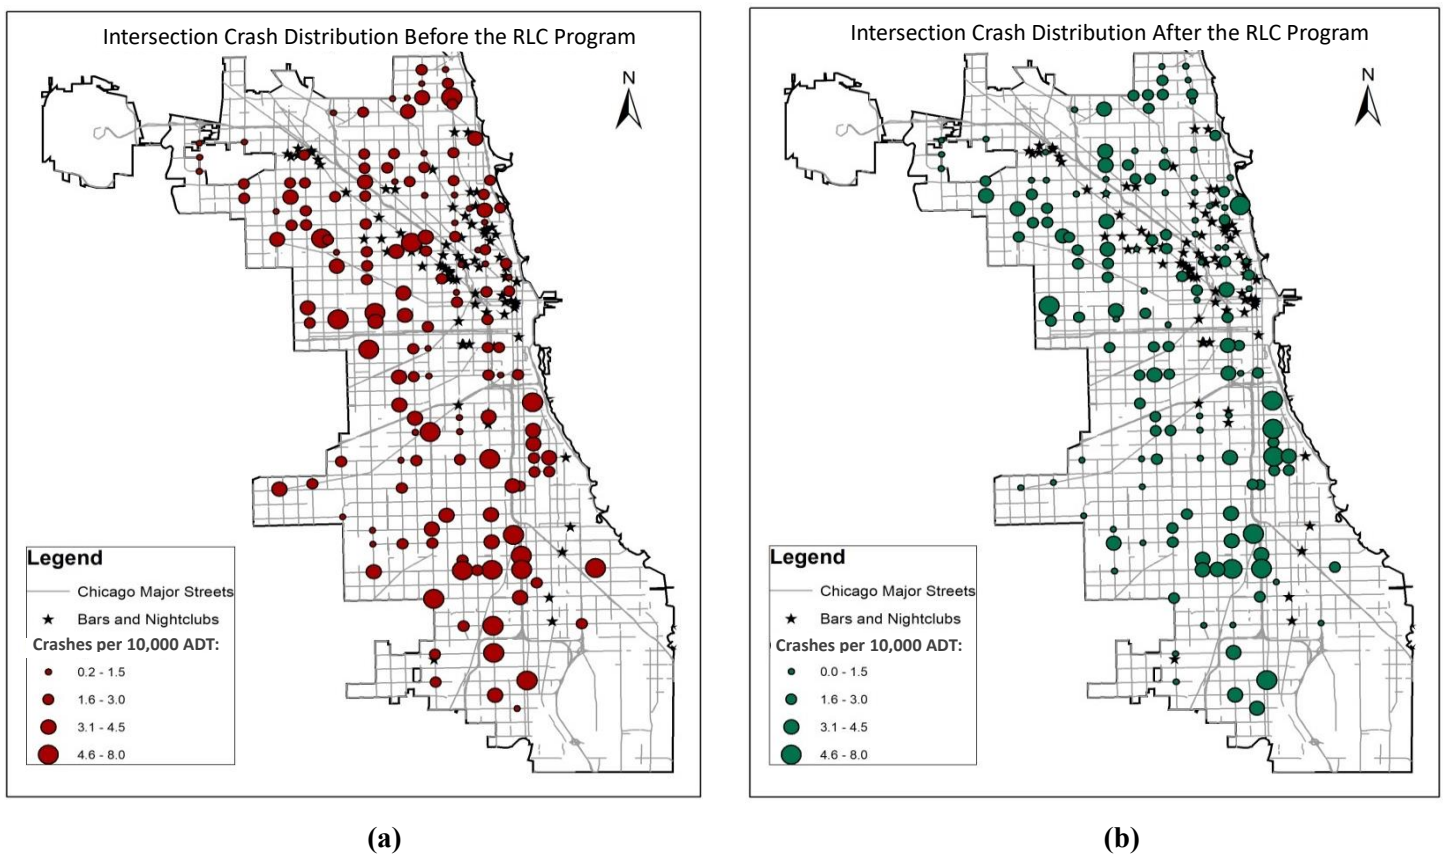 Intersection Crash Distribution Before the RLC Program
N
Legend
Chicago Major Streets
Bars and Nightclubs
Crashes per 10,000 ADT:
0.2 - 1.5
1.6 - 3.0
3.1 - 4.5
4.6 - 8.0
(a)
Intersection Crash Distribution After the RLC Program
N
Legend
Chicago Major Streets
Bars and Nightclubs
Crashes per 10,000 ADT:
0.0 - 1.5
1.6 - 3.0
3.1 - 4.5
4.6 - 8.0
(b)